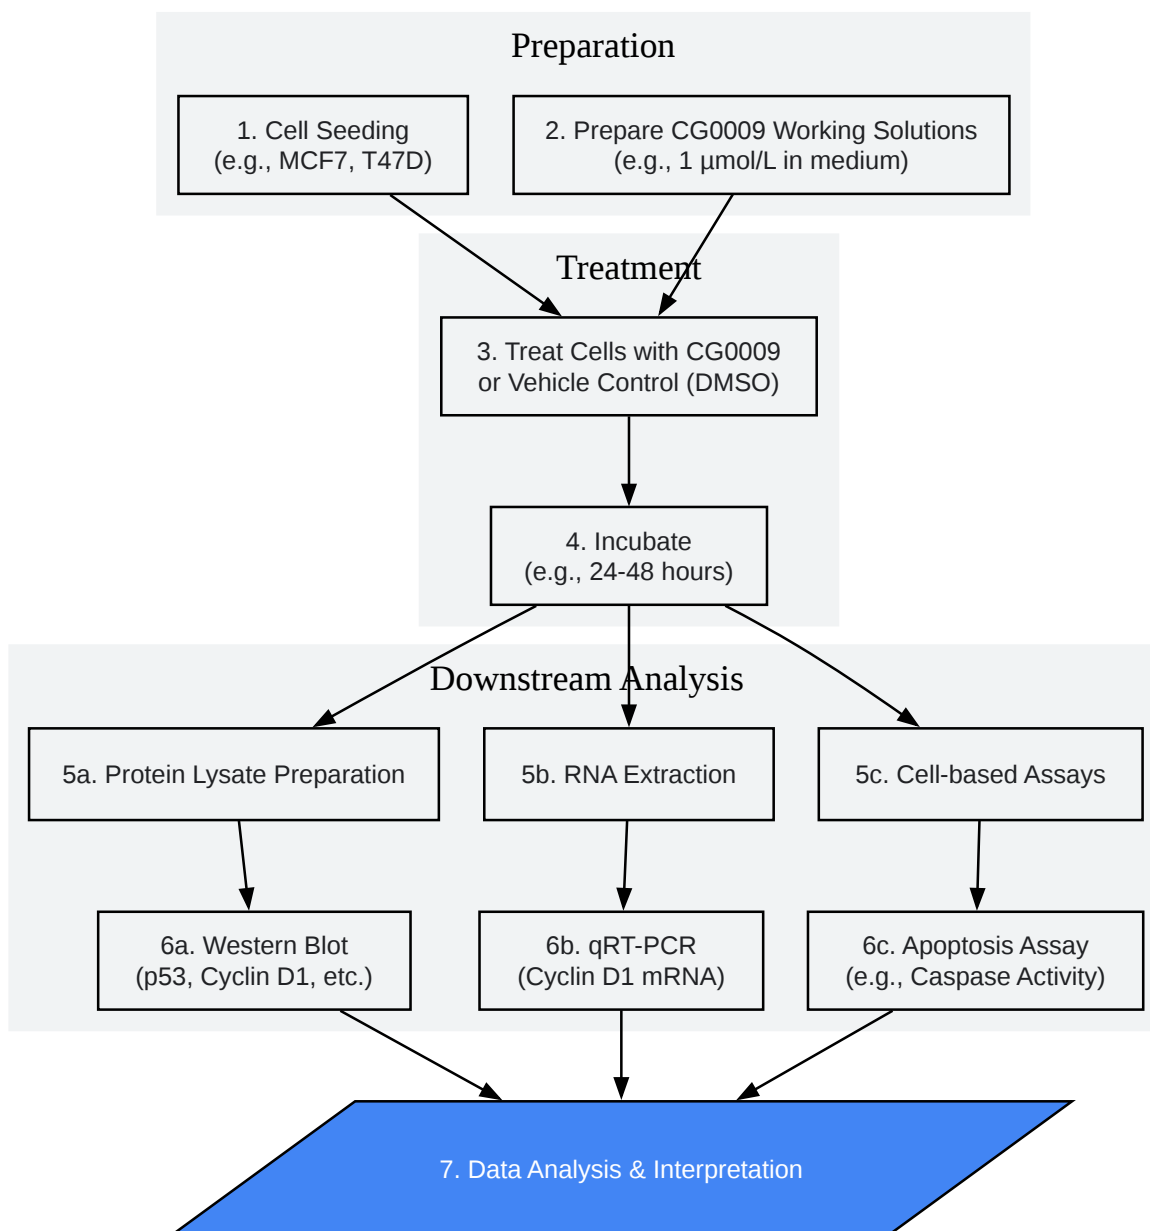 Preparation
1. Cell Seeding
(e.g., MCF7, T47D)
2. Prepare CG0009 Working Solutions
(e.g., 1 µmol/L in medium)
Treatment
3. Treat Cells with CG0009
or Vehicle Control (DMSO)
4. Incubate
(e.g., 24-48 hours)
Downstream Analysis
5a. Protein Lysate Preparation
5b. RNA Extraction
5c. Cell-based Assays
6a. Western Blot
(p53, Cyclin D1, etc.)
6b. qRT-PCR
(Cyclin D1 mRNA)
6c. Apoptosis Assay
(e.g., Caspase Activity)
7. Data Analysis & Interpretation